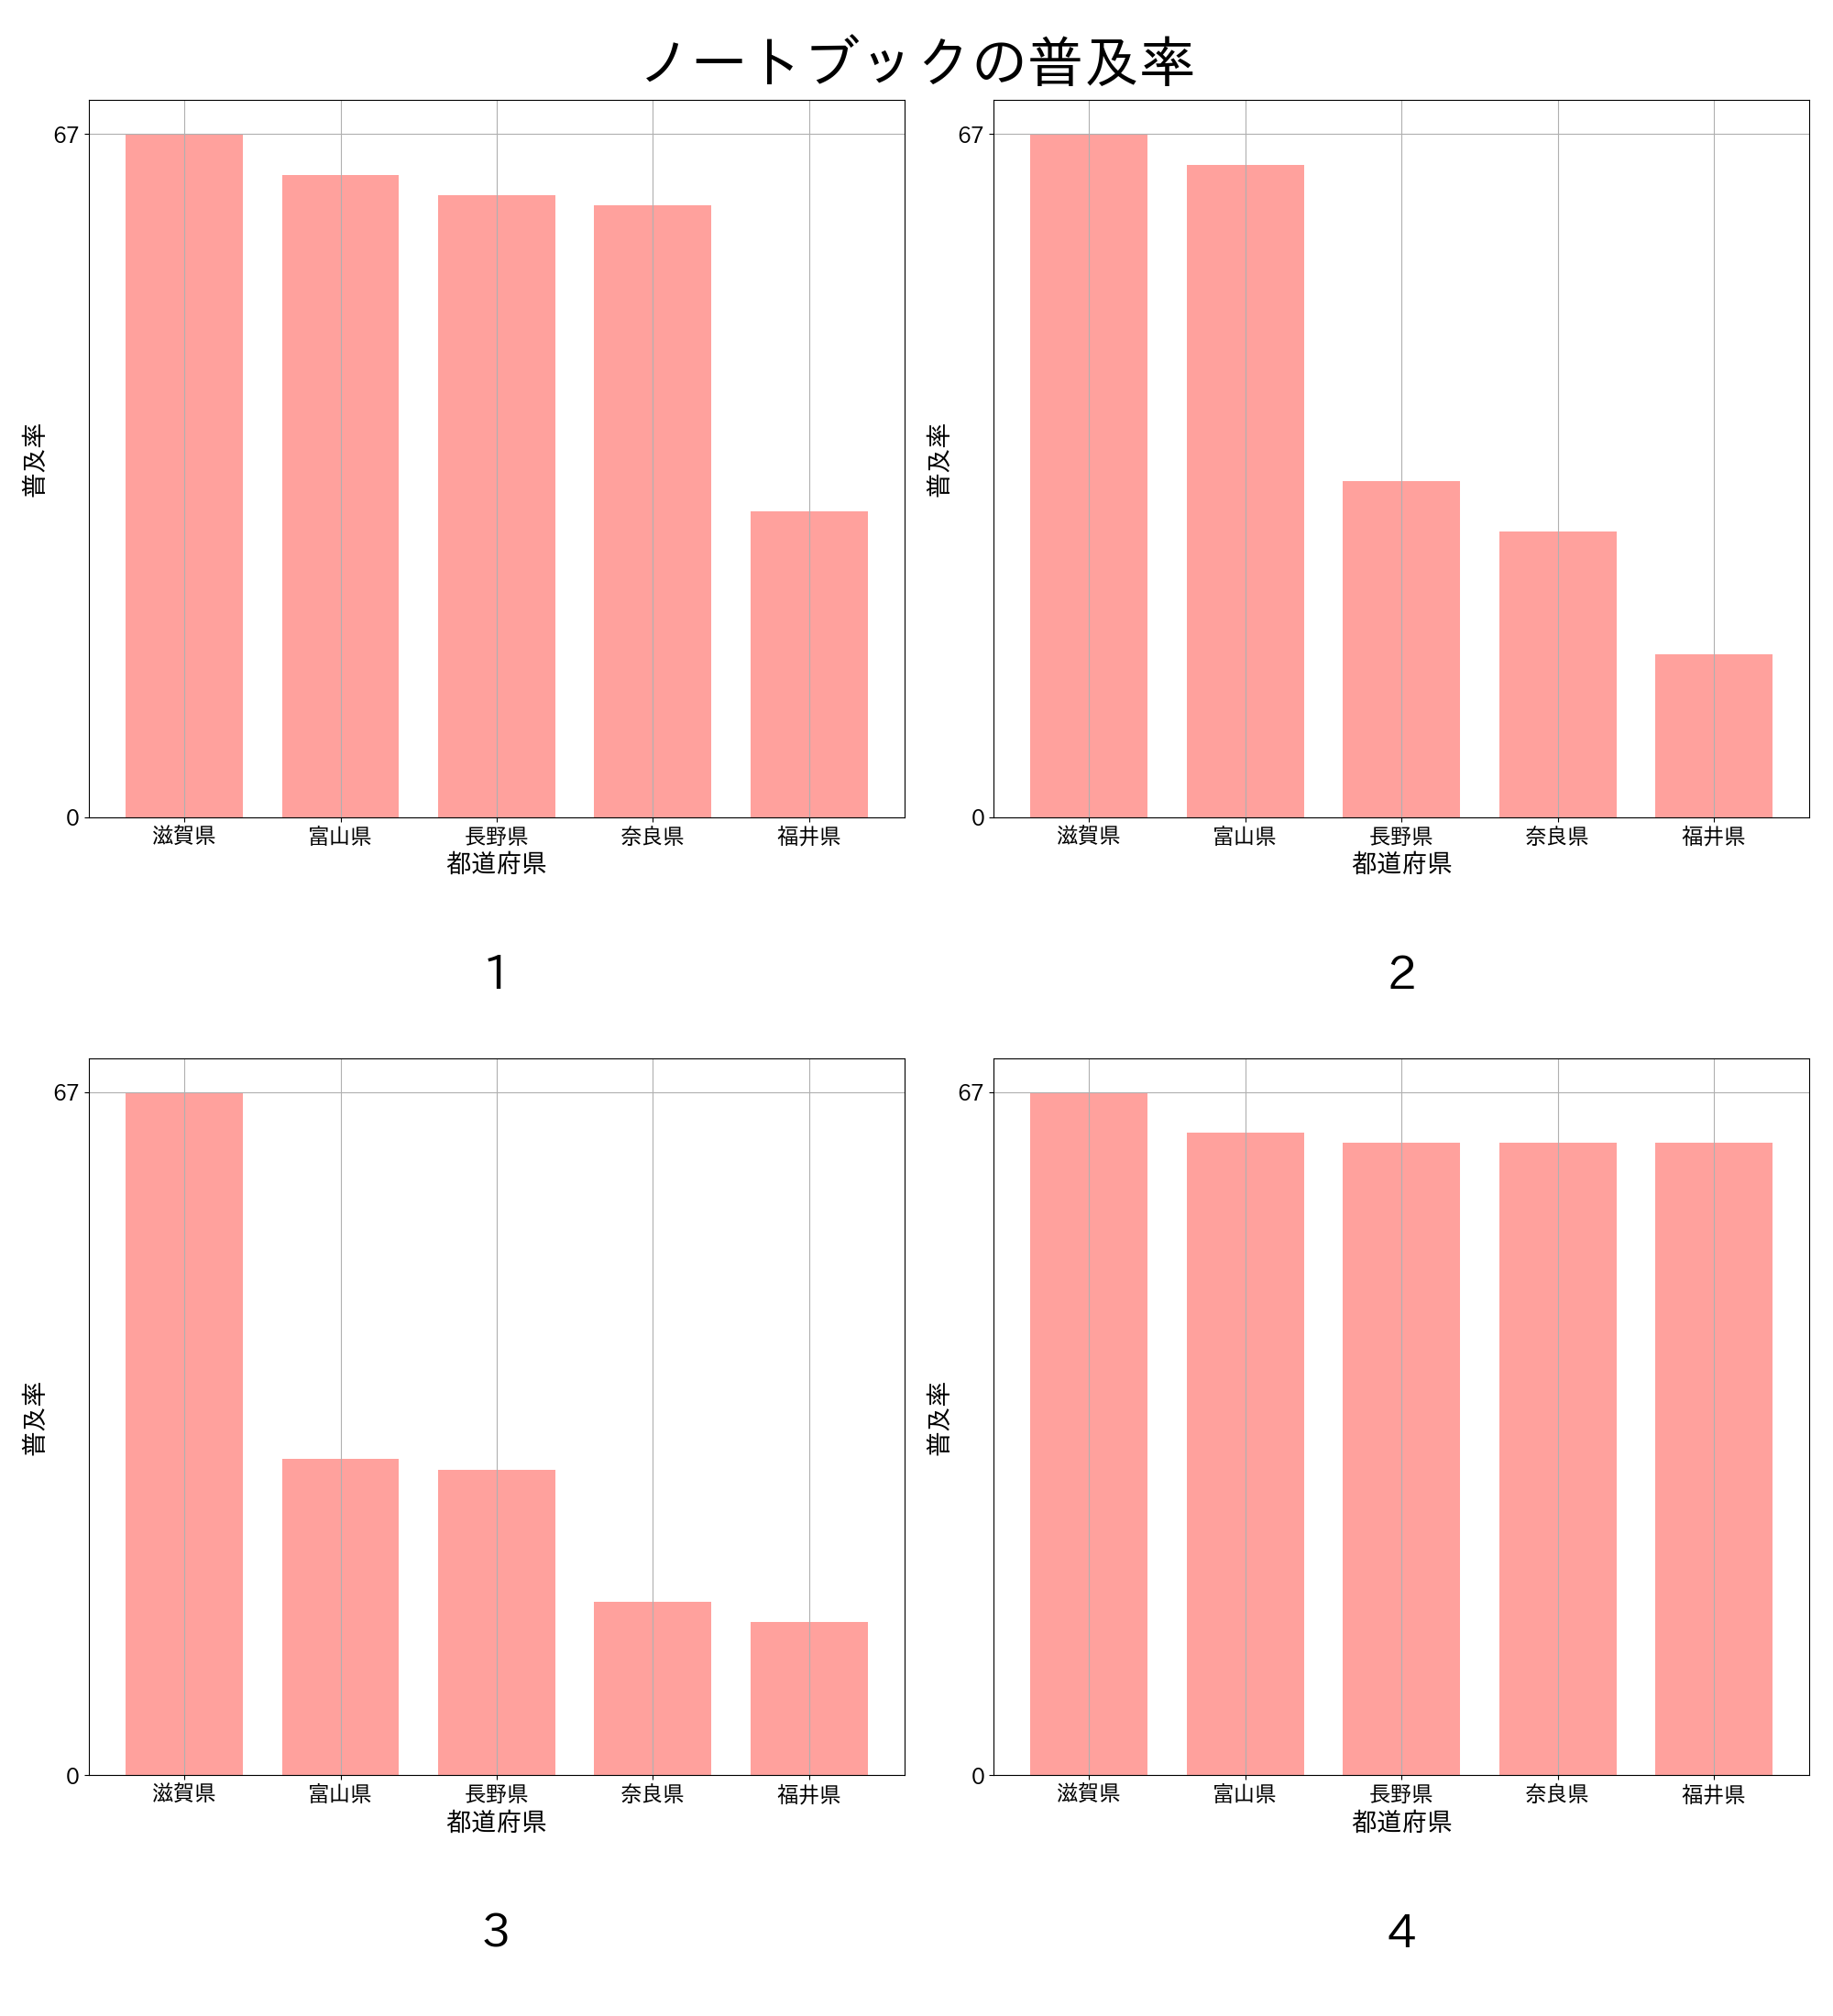 ノートブックの普及率
67
0
普及率
滋賀県 富山県 長野県 奈良県 福井県
都道府県
1
67
0
普及率
滋賀県 富山県 長野県 奈良県 福井県
都道府県
2
67
0
普及率
滋賀県 富山県 長野県 奈良県 福井県
都道府県
3
67
0
普及率
滋賀県 富山県 長野県 奈良県 福井県
都道府県
4